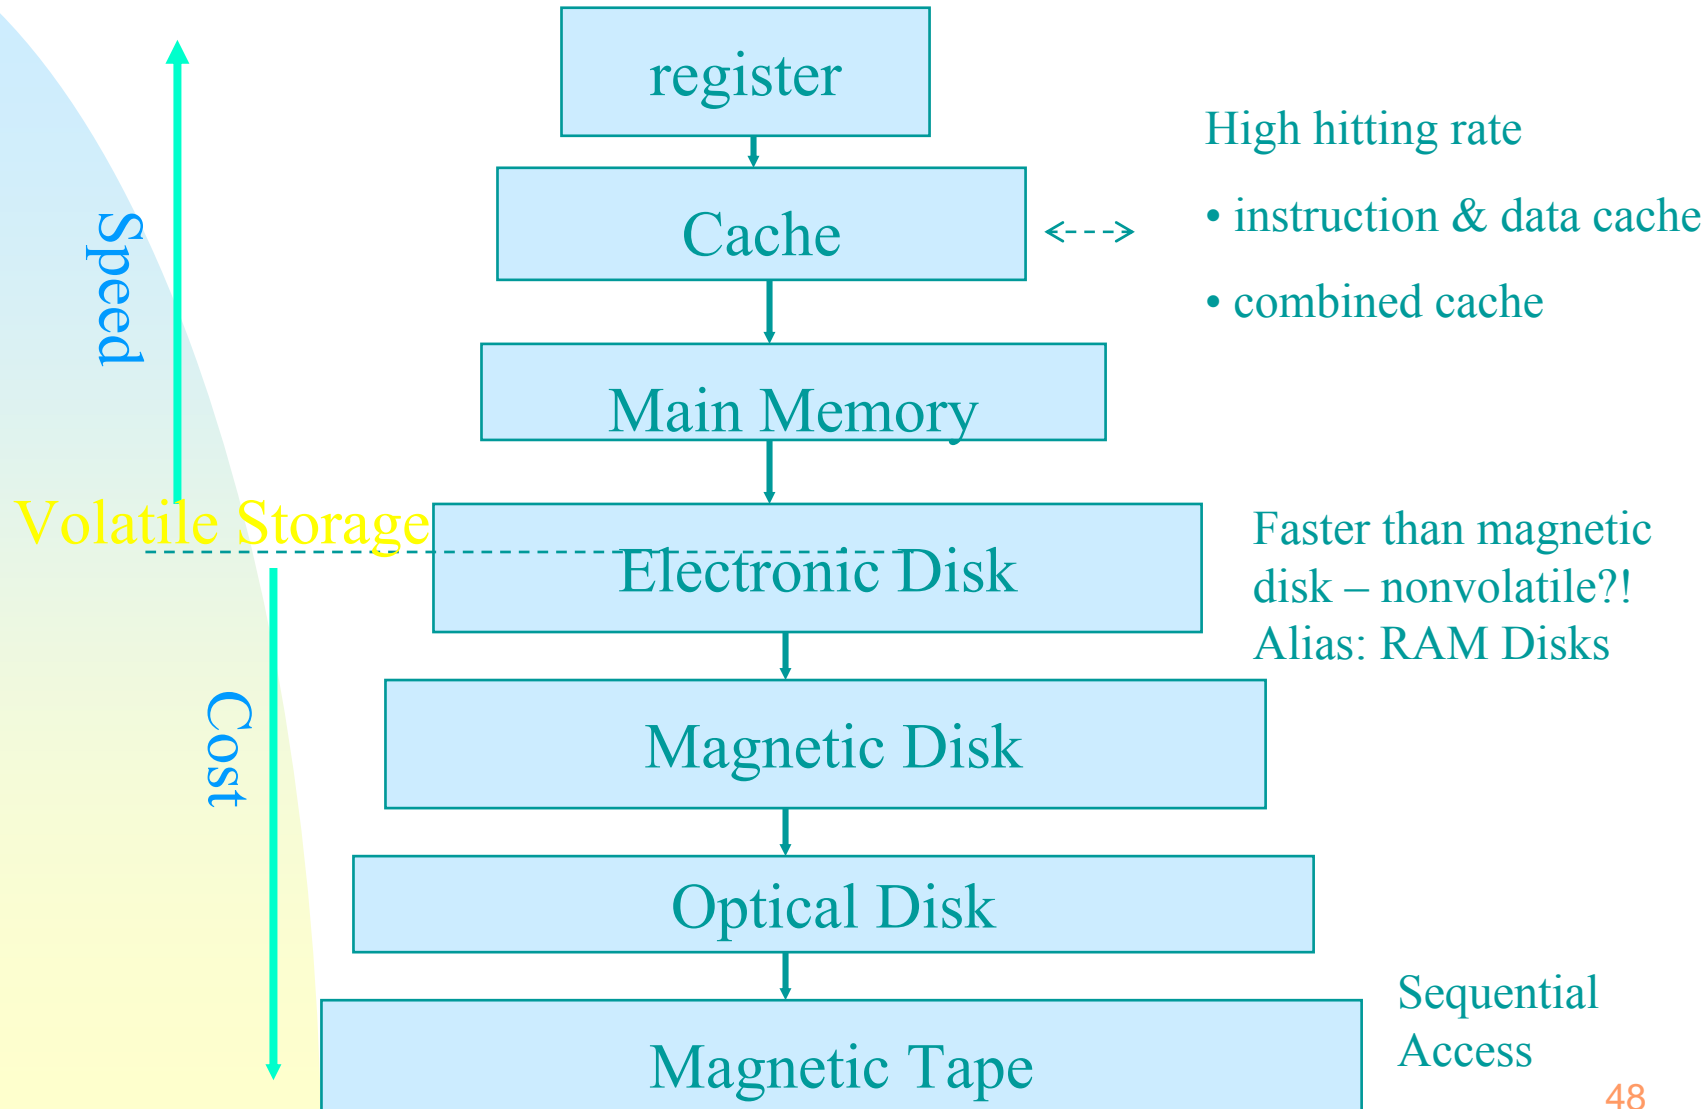 register
High hitting rate
Cache
• instruction & data cache
• combined cache
Speed
Main Memory
Volatile Storage
Electronic Disk
Faster than magnetic
disk – nonvolatile?!
Alias: RAM Disks
Cost
Magnetic Disk
Optical Disk
Magnetic Tape
Sequential
Access
48